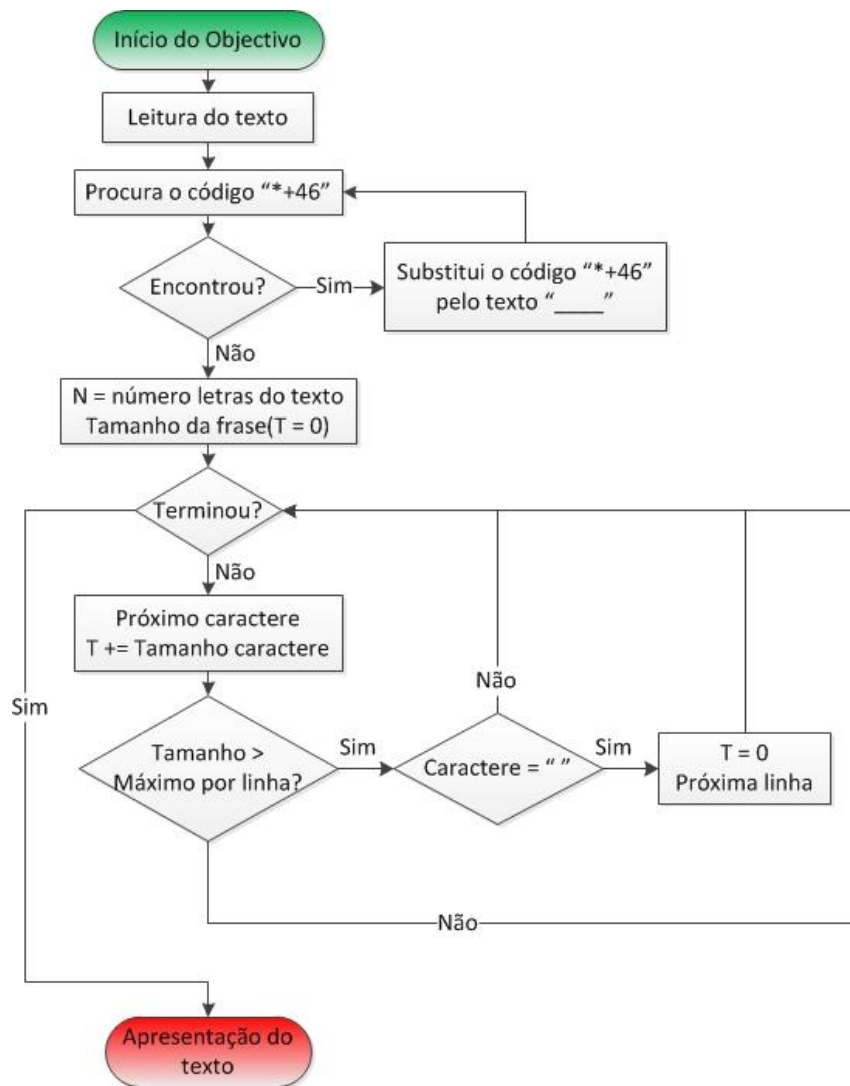 Início do Objectivo
Leitura do texto
Procura o código “*+46”
Encontrou?
Sim
Substitui o código “*+46”
pelo texto “____”
Não
N = número letras do texto
Tamanho da frase(T = 0)
Terminou?
Não
Próximo caractere
T += Tamanho caractere
Sim
Tamanho >
Máximo por linha?
Sim
Caractere = “ ”
Não
Sim
T = 0
Próxima linha
Não
Apresentação do
texto